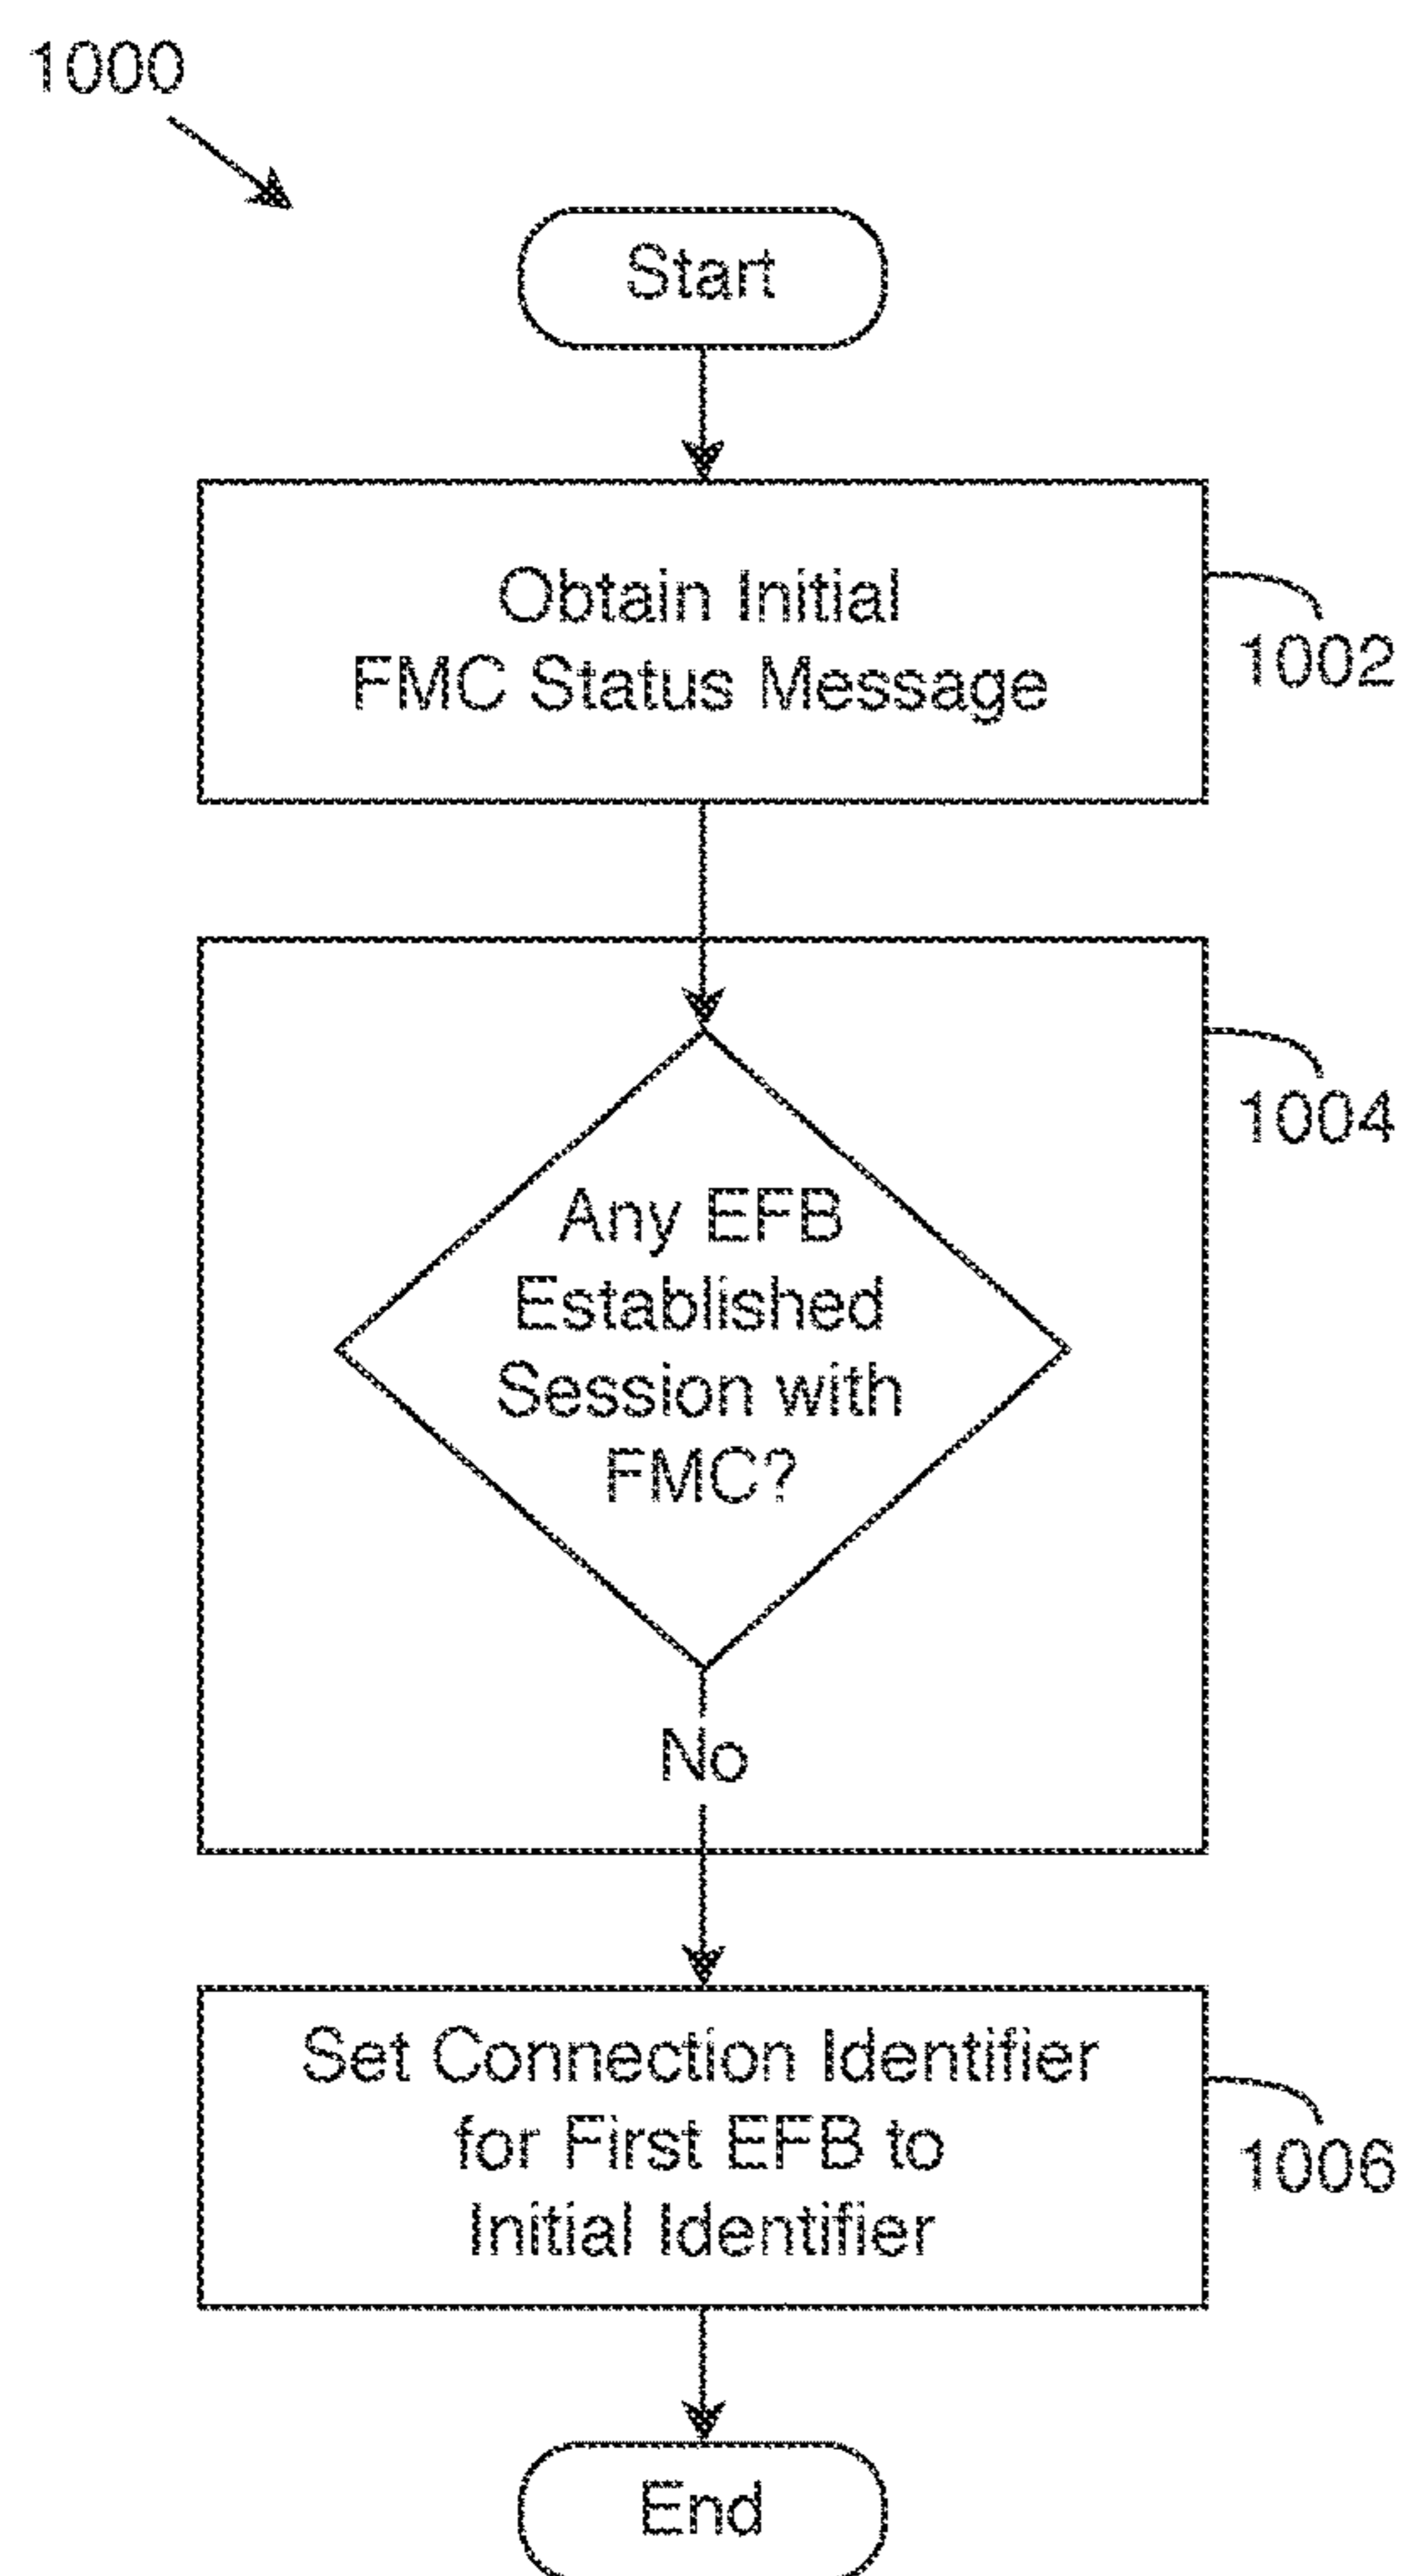 1000
Start
Obtain Initial
FMC Status Message
1002
1004
Any EFB
Established
Session with
FMC?
No
Set Connection Identifier
for First EFB to
Initial Identifier
1006
End